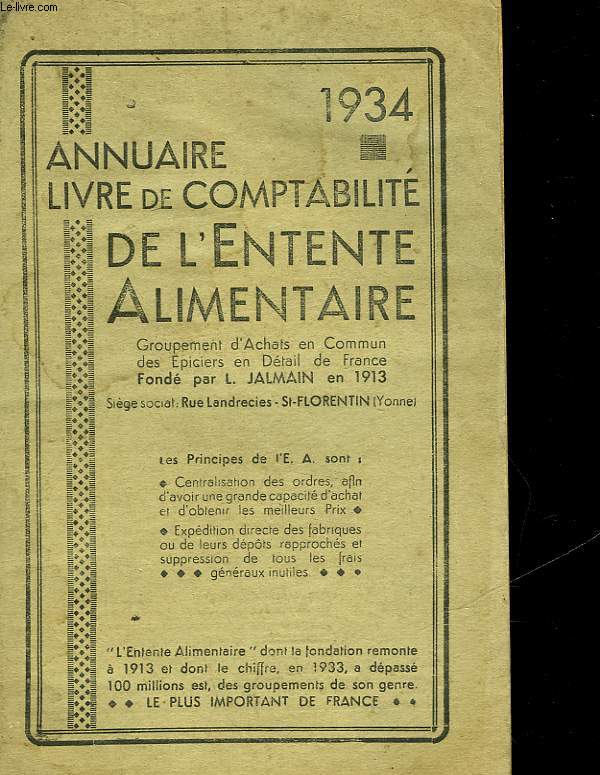 Le-livre.com
1934
ANNUAIRE
LIVRE DE COMPTABILITÉ
DE L'ENTENTE
ALIMENTAIRE
Groupement d'Achats en Commun
des Epiciers en Détail de France
Fondé par L. JALMAIN en 1913
Siège social: Rue Landrecies - St-FLORENTIN (Yonne)
Les Principes de l'E. A. sont :
◆ Centralisation des ordres, afin
d'avoir une grande capacité d'achat
et d'obtenir les meilleurs Prix ◆
◆ Expédition directe des fabriques
ou de leurs dépôts rapprochés et
suppression de tous les frais
◆ ◆ ◆ généraux inutiles. ◆ ◆ ◆
"L'Entente Alimentaire" dont la fondation remonte
à 1913 et dont le chiffre, en 1933, a dépassé
100 millions est, des groupements de son genre.
◆ ◆ LE PLUS IMPORTANT DE FRANCE ◆ ◆